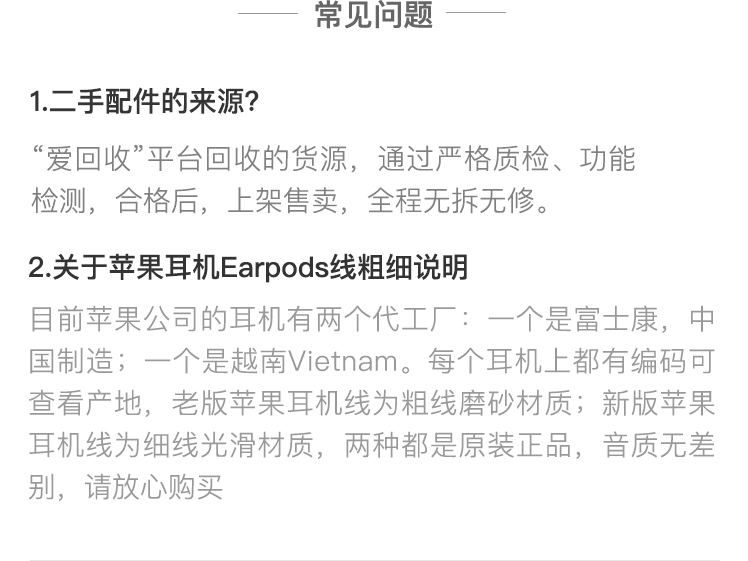 常见问题
1.二手配件的来源?
“爱回收”平台回收的货源，通过严格质检、功能
检测，合格后，上架售卖，全程无拆无修。
2.关于苹果耳机Earpods线粗细说明
目前苹果公司的耳机有两个代工厂：一个是富士康，中
国制造；一个是越南Vietnam。每个耳机上都有编码可
查看产地，老版苹果耳机线为粗线磨砂材质；新版苹果
耳机线为细线光滑材质，两种都是原装正品，音质无差
别，请放心购买